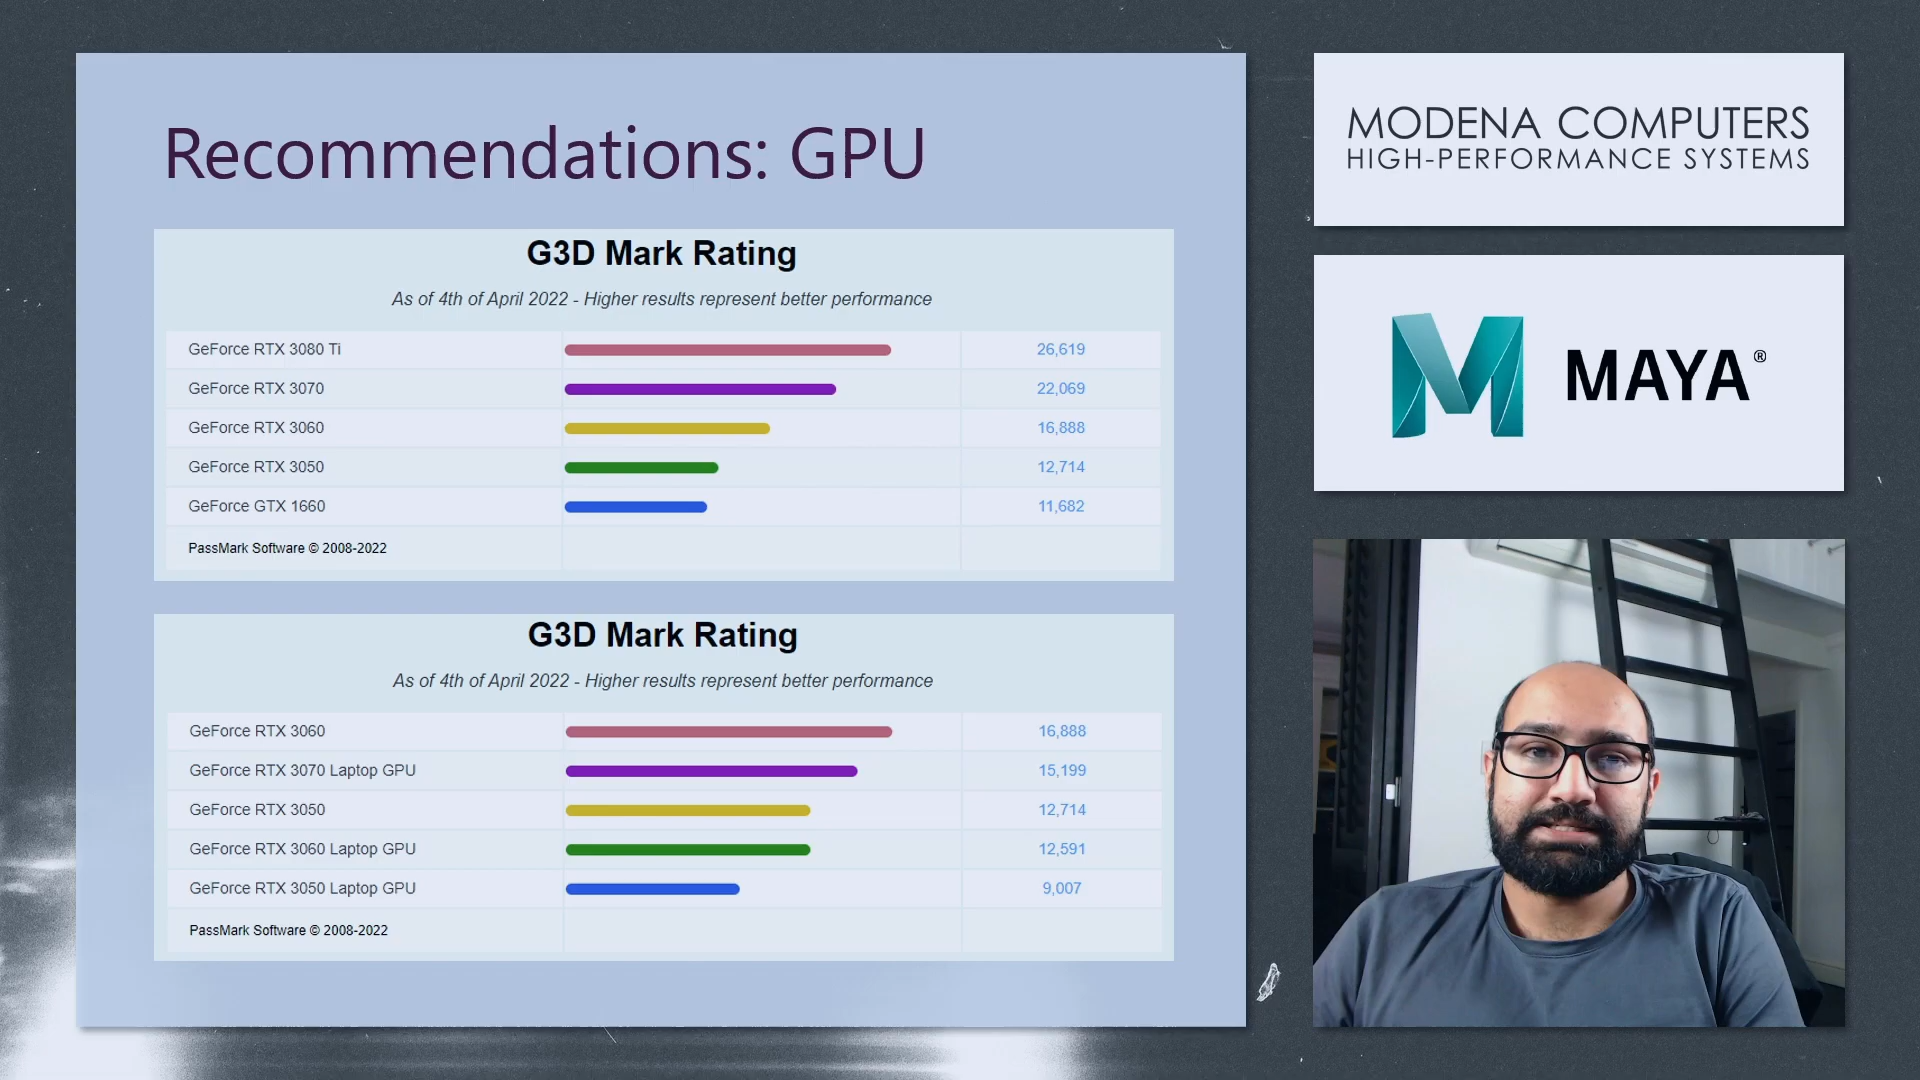 Recommendations: GPU
G3D Mark Rating
As of 4th of April 2022 - Higher results represent better performance
GeForce RTX 3080 Ti 26,619
GeForce RTX 3070 22,069
GeForce RTX 3060 16,888
GeForce RTX 3050 12,714
GeForce GTX 1660 11,682
PassMark Software © 2008-2022
G3D Mark Rating
As of 4th of April 2022 - Higher results represent better performance
GeForce RTX 3060 16,888
GeForce RTX 3070 Laptop GPU 15,199
GeForce RTX 3050 12,714
GeForce RTX 3060 Laptop GPU 12,591
GeForce RTX 3050 Laptop GPU 9,007
PassMark Software © 2008-2022
MODENA COMPUTERS
HIGH-PERFORMANCE SYSTEMS
MAYA®